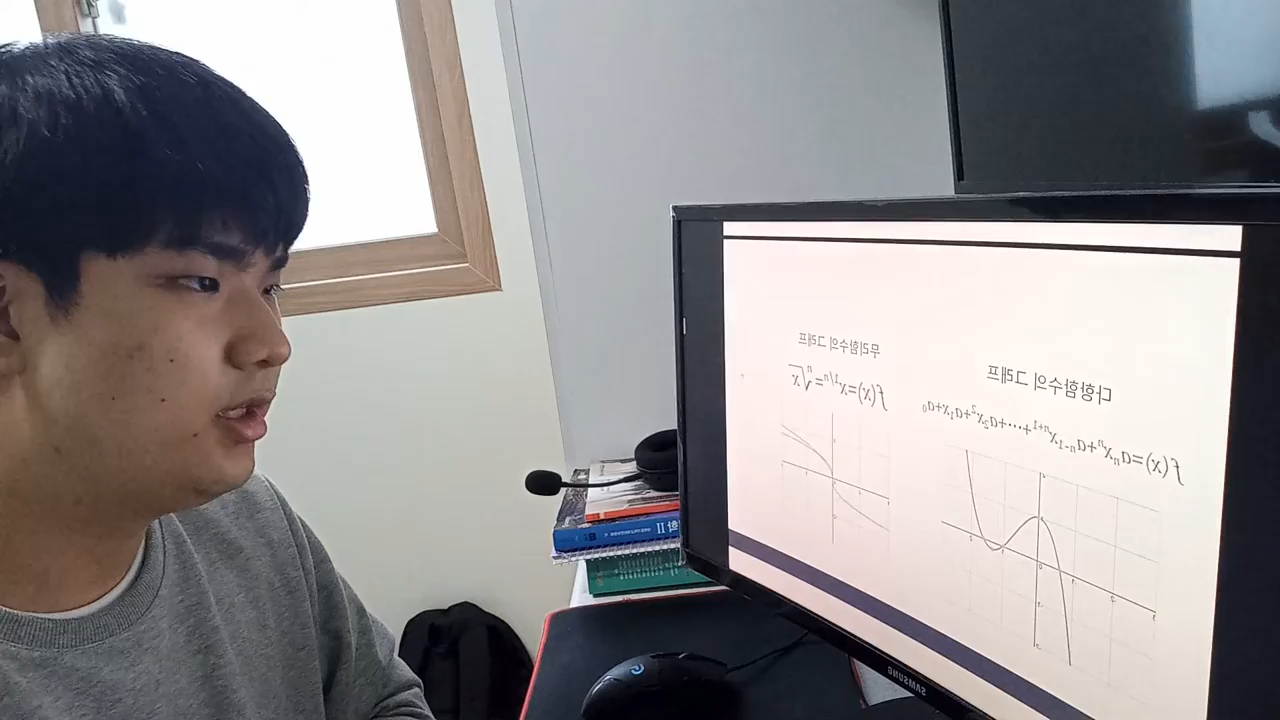 다항함수의 그래프
f(x)=aₙxⁿ+aₙ₋₁xⁿ⁺¹+⋯+a₂x²+a₁x+a₀
무리함수의 그래프
f(x)=x^{1/n}=ⁿ√x
SAMSUNG